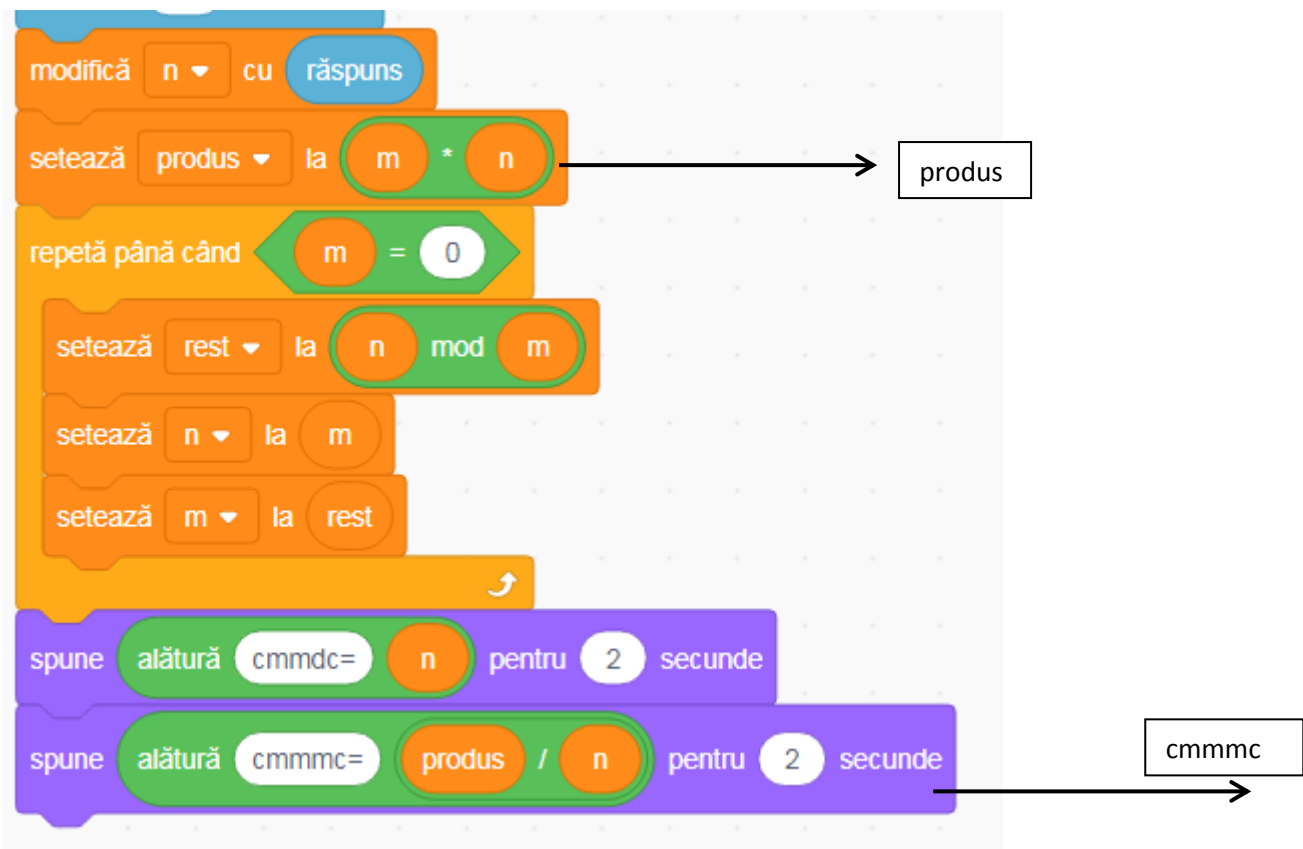 modifică n cu răspuns
setează produs la m * n
produs
repetă până când m = 0
setează rest la n mod m
setează n la m
setează m la rest
spune alătură cmmdc= n pentru 2 secunde
spune alătură cmmmc= produs / n pentru 2 secunde
cmmmc